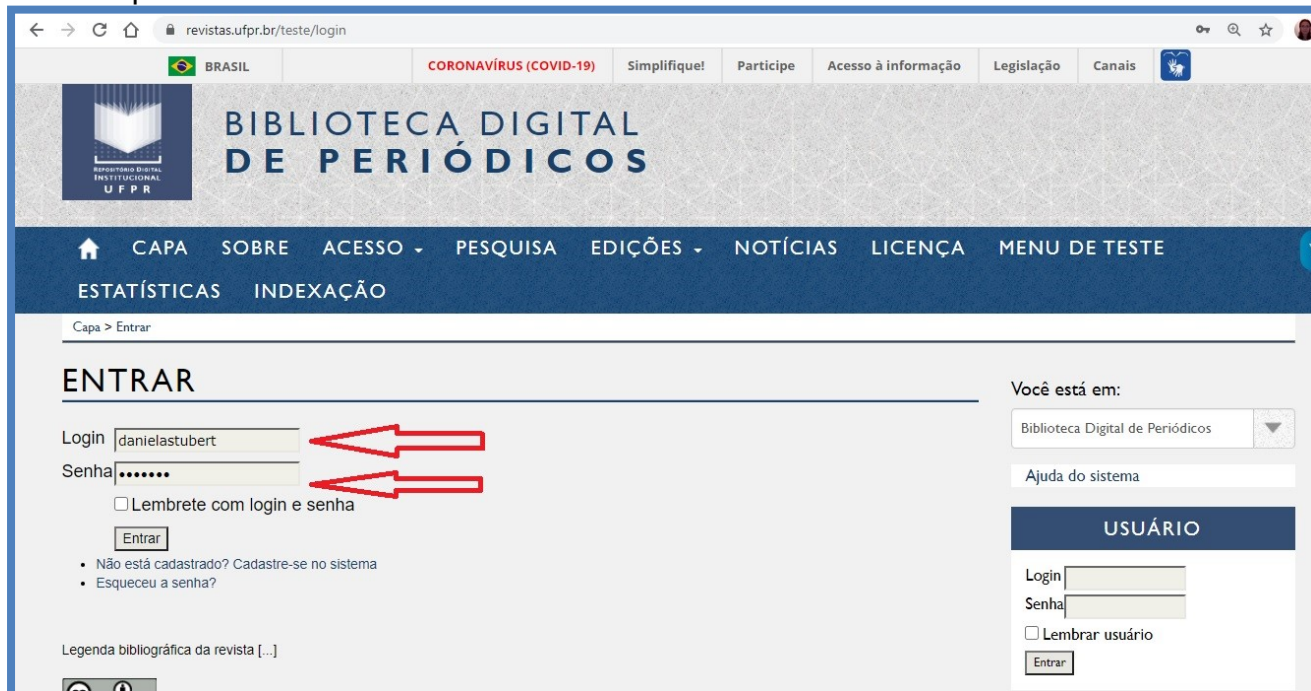 revistas.ufpr.br/teste/login
BRASIL CORONAVÍRUS (COVID-19) Simplifique! Participe Acesso à informação Legislação Canais
REPOSITÓRIO DIGITAL
INSTITUCIONAL
UFPR
BIBLIOTECA DIGITAL
DE PERIÓDICOS
CAPA SOBRE ACESSO PESQUISA EDIÇÕES NOTÍCIAS LICENÇA MENU DE TESTE
ESTATÍSTICAS INDEXAÇÃO
Capa > Entrar
ENTRAR
Login danielastubert
Senha •••••••
Lembrete com login e senha
Entrar
• Não está cadastrado? Cadastre-se no sistema
• Esqueceu a senha?
Legenda bibliográfica da revista [...]
cc
Você está em:
Biblioteca Digital de Periódicos
Ajuda do sistema
USUÁRIO
Login
Senha
Lembrar usuário
Entrar